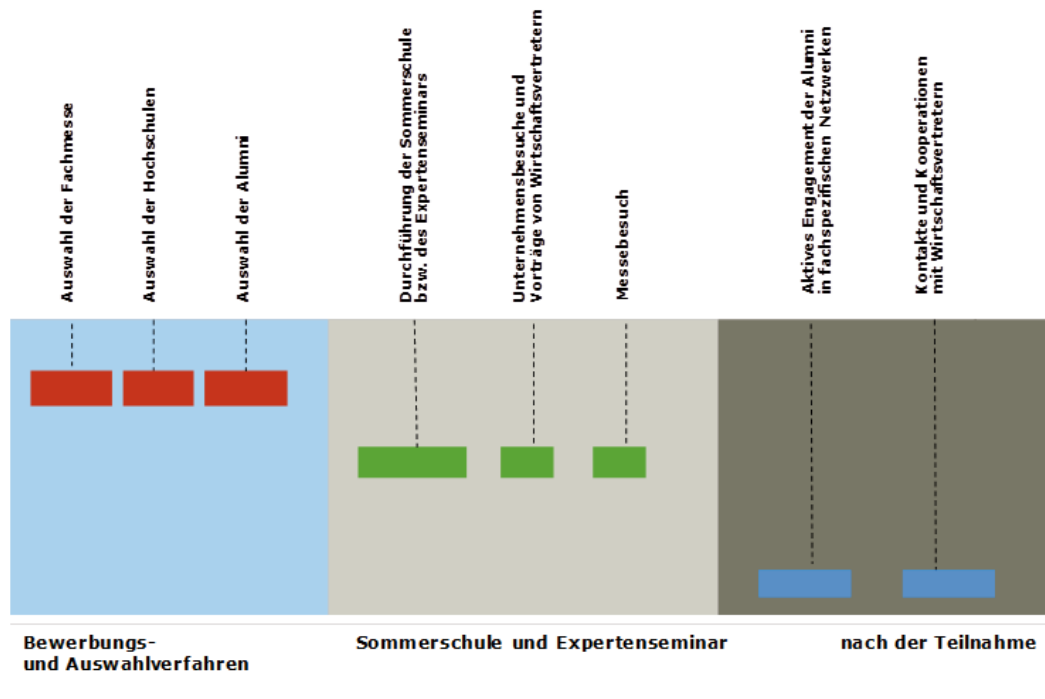 Auswahl der Fachmesse
Auswahl der Hochschulen
Auswahl der Alumni
Durchführung der Sommerschule
bzw. des Expertenseminars
Unternehmensbesuche und
Vorträge von Wirtschaftsvertretern
Messebesuch
Aktives Engagement der Alumni
in fachspezifischen Netzwerken
Kontakte und Kooperationen
mit Wirtschaftsvertretern
Bewerbungs-
und Auswahlverfahren
Sommerschule und Expertenseminar
nach der Teilnahme